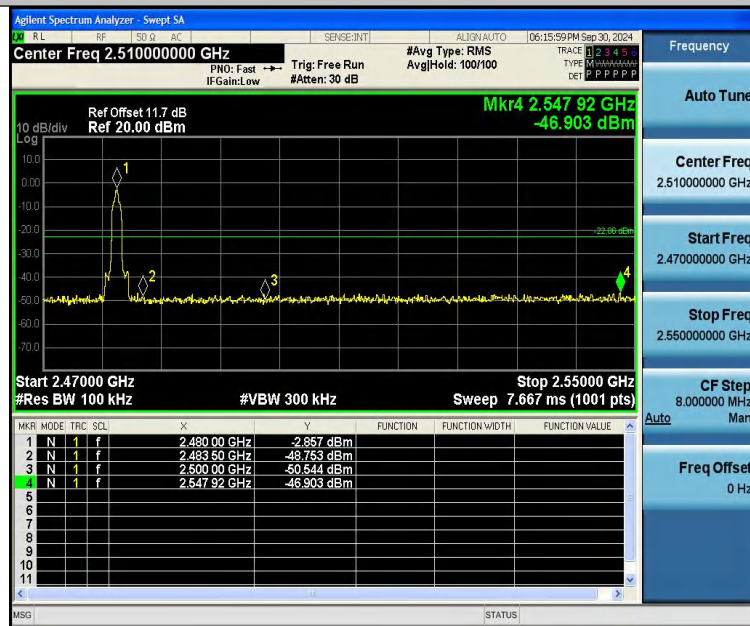 Agilent Spectrum Analyzer - Swept SA
LXI RL RF 50 Ω AC SENSE:INT ALIGN AUTO 06:15:59 PM Sep 30, 2024
Center Freq 2.510000000 GHz
PNO: Fast
IFGain:Low
Trig: Free Run
#Atten: 30 dB
#Avg Type: RMS
Avg|Hold: 100/100
TRACE 1 2 3 4 5 6
TYPE M
DET P P P P P P
Ref Offset 11.7 dB
Mkr4 2.547 92 GHz
10 dB/div Ref 20.00 dBm -46.903 dBm
Log
10.0
0.00
-10.0
-20.0
-30.0
-40.0
-50.0
-60.0
-70.0
1
2
3
4
Start 2.47000 GHz Stop 2.55000 GHz
#Res BW 100 kHz #VBW 300 kHz Sweep 7.667 ms (1001 pts)
MKR MODE TRC SCL X Y FUNCTION FUNCTION WIDTH FUNCTION VALUE
1 N 1 f 2.480 00 GHz -2.857 dBm
2 N 1 f 2.483 50 GHz -48.753 dBm
3 N 1 f 2.500 00 GHz -50.544 dBm
4 N 1 f 2.547 92 GHz -46.903 dBm
5
6
7
8
9
10
11
MSG STATUS
Frequency
Auto Tune
Center Freq
2.510000000 GHz
Start Freq
2.470000000 GHz
Stop Freq
2.550000000 GHz
CF Step
8.000000 MHz
Auto Man
Freq Offset
0 Hz